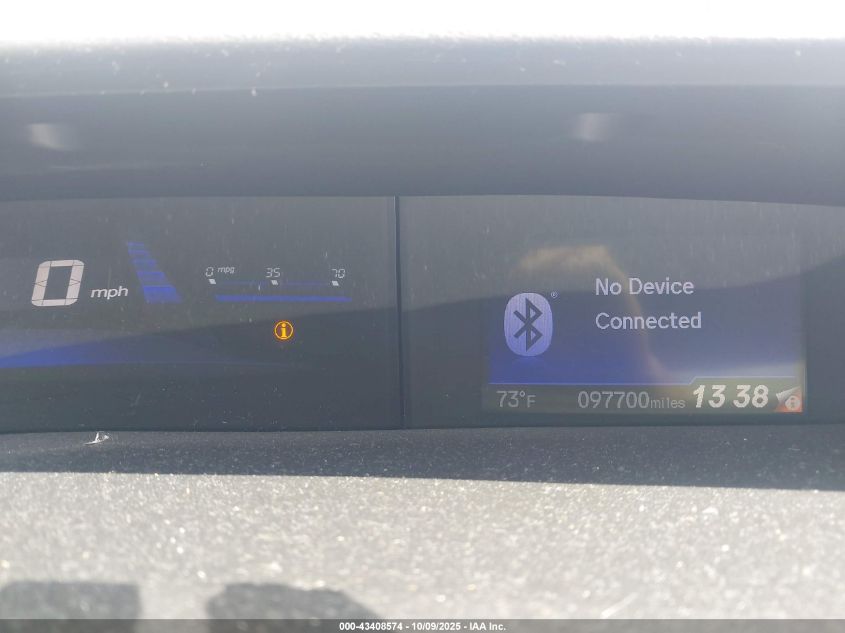 0 mph
0 mpg 35 70
No Device
Connected
73°F 097700 miles 13 38
000-43408574 - 10/09/2025 - IAA Inc.